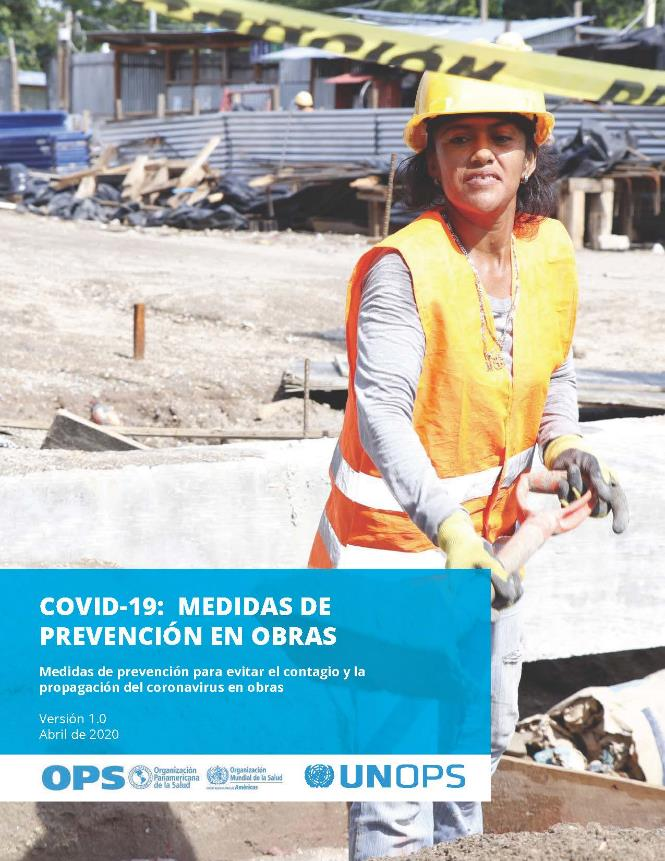 PRECAUCIÓN
COVID-19: MEDIDAS DE
PREVENCIÓN EN OBRAS
Medidas de prevención para evitar el contagio y la
propagación del coronavirus en obras
Versión 1.0
Abril de 2020
OPS
Organización
Panamericana
de la Salud
Organización
Mundial de la Salud
Américas
UNOPS